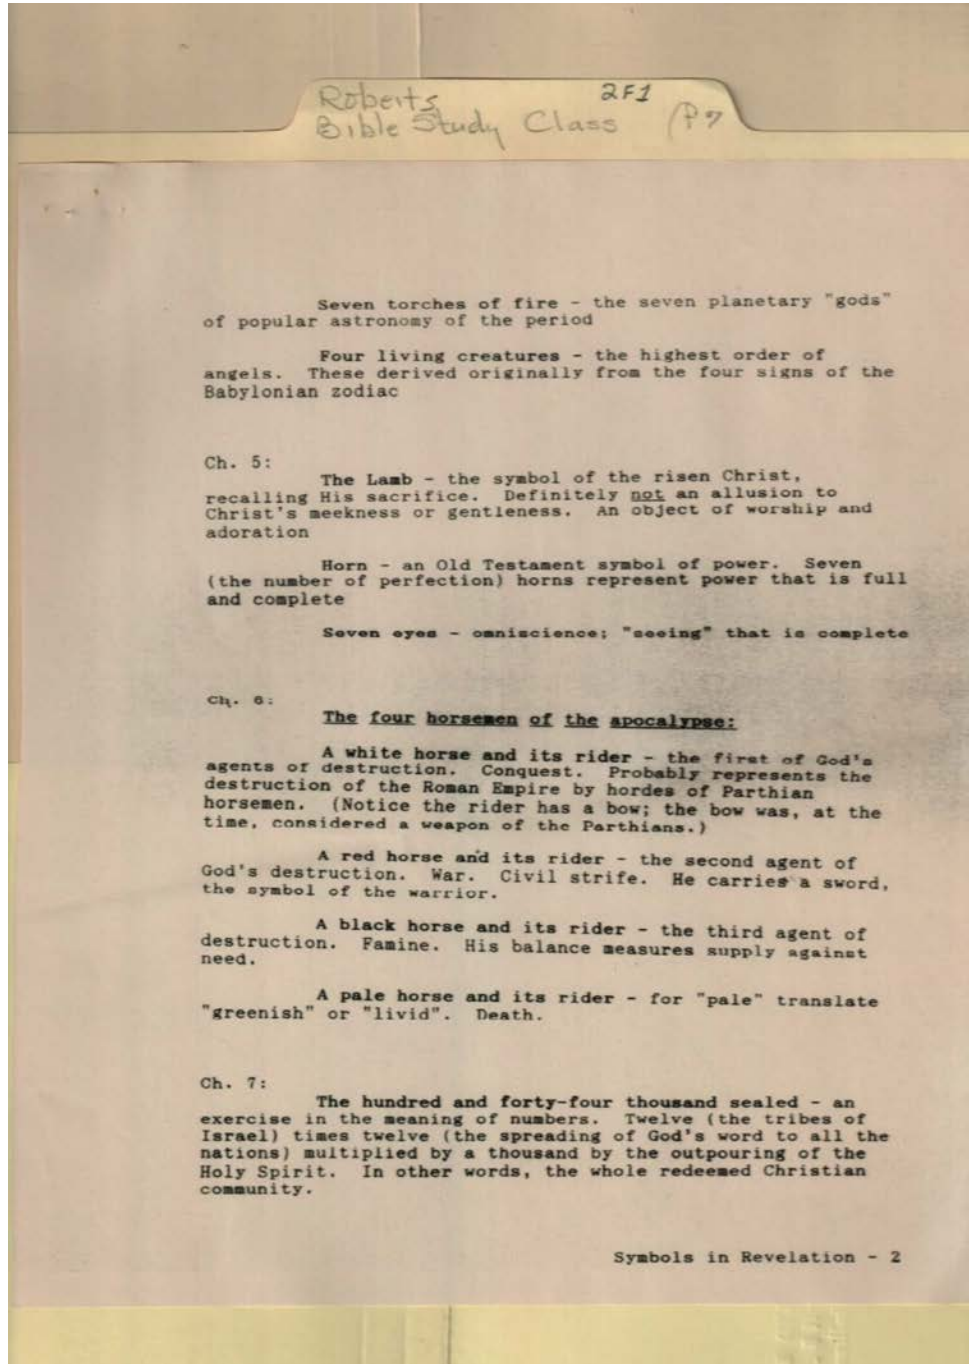 Roberts 2F1
Bible Study Class (P7
Seven torches of fire - the seven planetary "gods"
of popular astronomy of the period
Four living creatures - the highest order of
angels. These derived originally from the four signs of the
Babylonian zodiac
Ch. 5:
The Lamb - the symbol of the risen Christ,
recalling His sacrifice. Definitely not an allusion to
Christ's meekness or gentleness. An object of worship and
adoration
Horn - an Old Testament symbol of power. Seven
(the number of perfection) horns represent power that is full
and complete
Seven eyes - omniscience; "seeing" that is complete
Ch. 6:
The four horsemen of the apocalypse:
A white horse and its rider - the first of God's
agents of destruction. Conquest. Probably represents the
destruction of the Roman Empire by hordes of Parthian
horsemen. (Notice the rider has a bow; the bow was, at the
time, considered a weapon of the Parthians.)
A red horse and its rider - the second agent of
God's destruction. War. Civil strife. He carries a sword,
the symbol of the warrior.
A black horse and its rider - the third agent of
destruction. Famine. His balance measures supply against
need.
A pale horse and its rider - for "pale" translate
"greenish" or "livid". Death.
Ch. 7:
The hundred and forty-four thousand sealed - an
exercise in the meaning of numbers. Twelve (the tribes of
Israel) times twelve (the spreading of God's word to all the
nations) multiplied by a thousand by the outpouring of the
Holy Spirit. In other words, the whole redeemed Christian
community.
Symbols in Revelation - 2